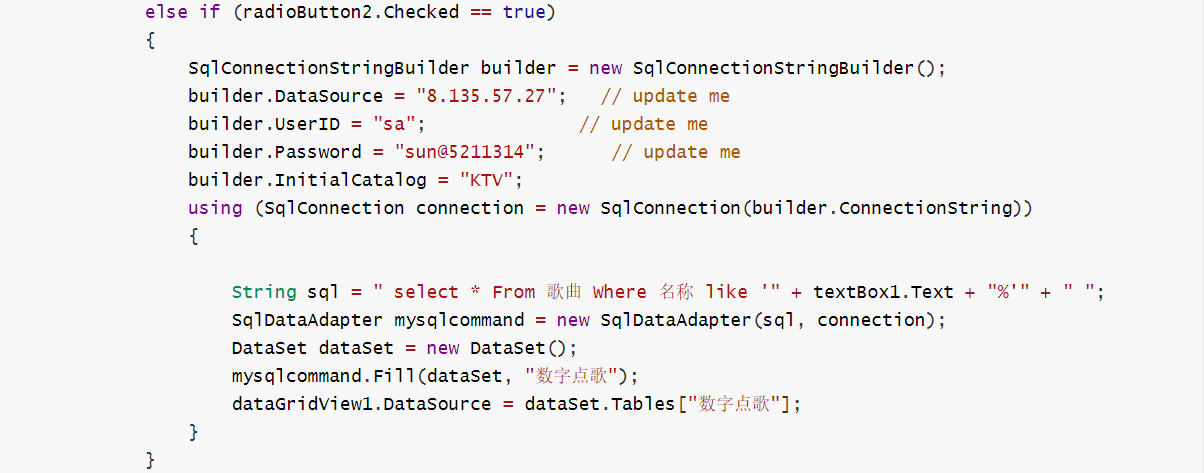 else if (radioButton2.Checked == true)
{
SqlConnectionStringBuilder builder = new SqlConnectionStringBuilder();
builder.DataSource = "8.135.57.27";   // update me
builder.UserID = "sa";              // update me
builder.Password = "sun@5211314";      // update me
builder.InitialCatalog = "KTV";
using (SqlConnection connection = new SqlConnection(builder.ConnectionString))
{
String sql = " select * From 歌曲 Where 名称 like '" + textBox1.Text + "%'" + " ";
SqlDataAdapter mysqlcommand = new SqlDataAdapter(sql, connection);
DataSet dataSet = new DataSet();
mysqlcommand.Fill(dataSet, "数字点歌");
dataGridView1.DataSource = dataSet.Tables["数字点歌"];
}
}